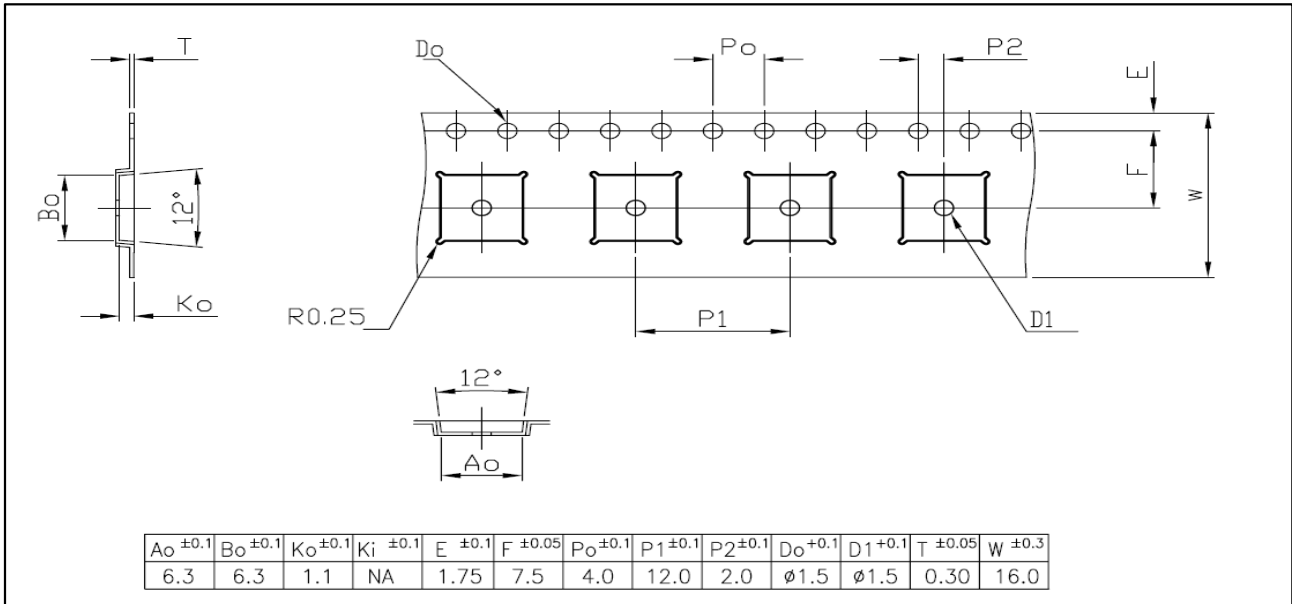 T
Do
Po
P2
E
F
W
Bo
12°
Ko
R0.25
P1
D1
12°
Ao
Ao ±0.1 Bo ±0.1 Ko ±0.1 Ki ±0.1 E ±0.1 F ±0.05 Po ±0.1 P1 ±0.1 P2 ±0.1 Do +0.1 D1 +0.1 T ±0.05 W ±0.3
6.3 6.3 1.1 NA 1.75 7.5 4.0 12.0 2.0 ø1.5 ø1.5 0.30 16.0